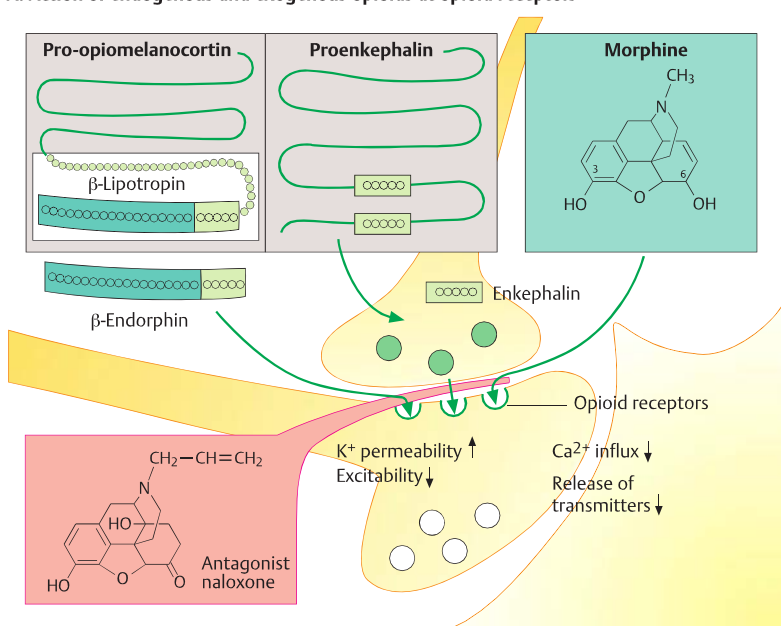 Pro-opiomelanocortin
Proenkephalin
Morphine
CH3
N
3
6
HO
O
OH
β-Lipotropin
β-Endorphin
Enkephalin
Opioid receptors
K+ permeability
Excitability
Ca2+ influx
Release of
transmitters
CH2—CH=CH2
N
HO
HO
O
O
Antagonist
naloxone